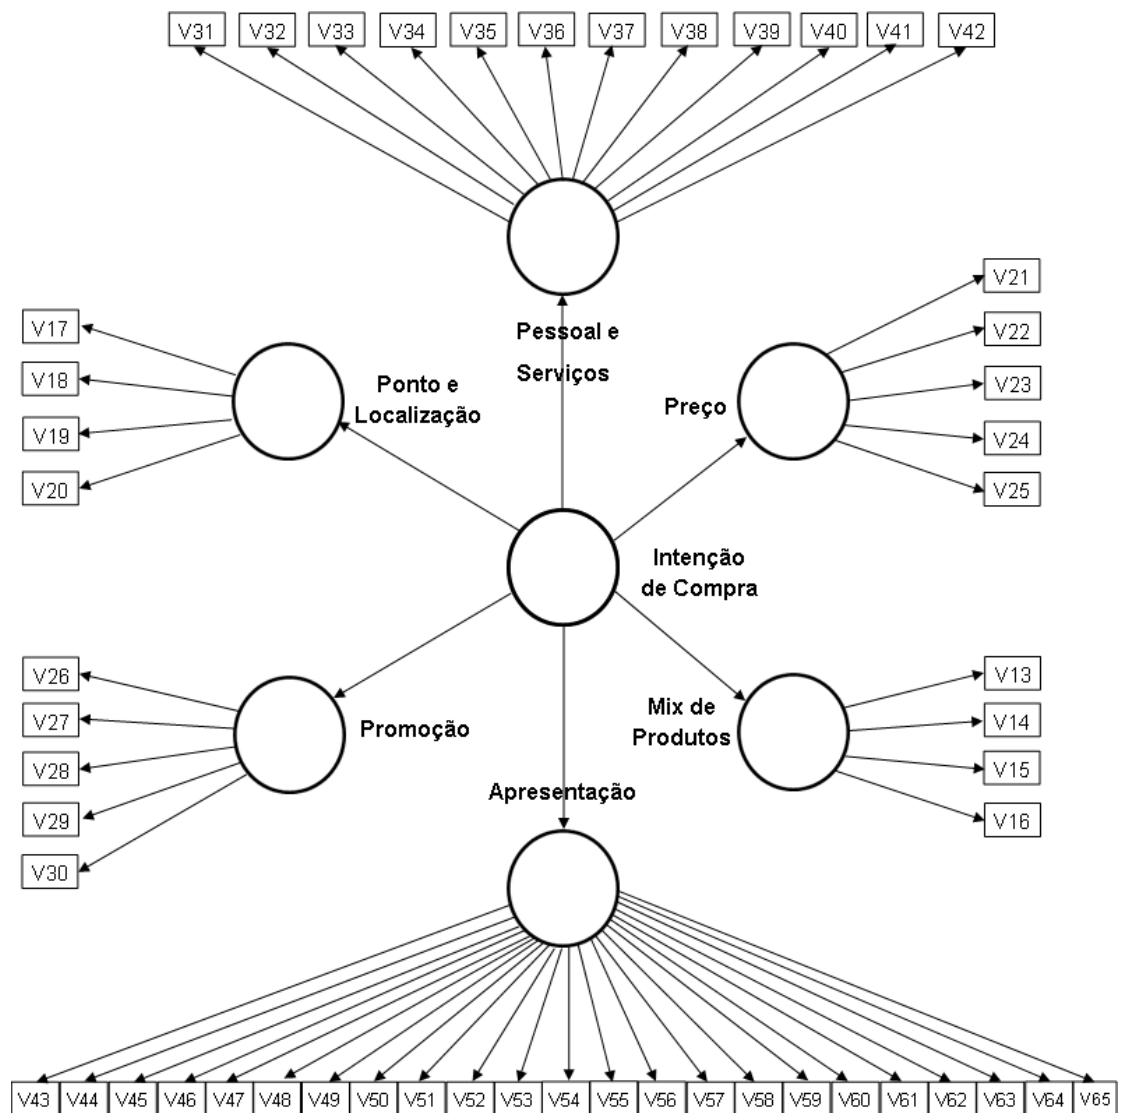 V31 V32 V33 V34 V35 V36 V37 V38 V39 V40 V41 V42
Pessoal e
Serviços
V17
V18
V19
V20
Ponto e
Localização
Preço
V21
V22
V23
V24
V25
Intenção
de Compra
V26
V27
V28
V29
V30
Promoção
Mix de
Produtos
V13
V14
V15
V16
Apresentação
V43 V44 V45 V46 V47 V48 V49 V50 V51 V52 V53 V54 V55 V56 V57 V58 V59 V60 V61 V62 V63 V64 V65